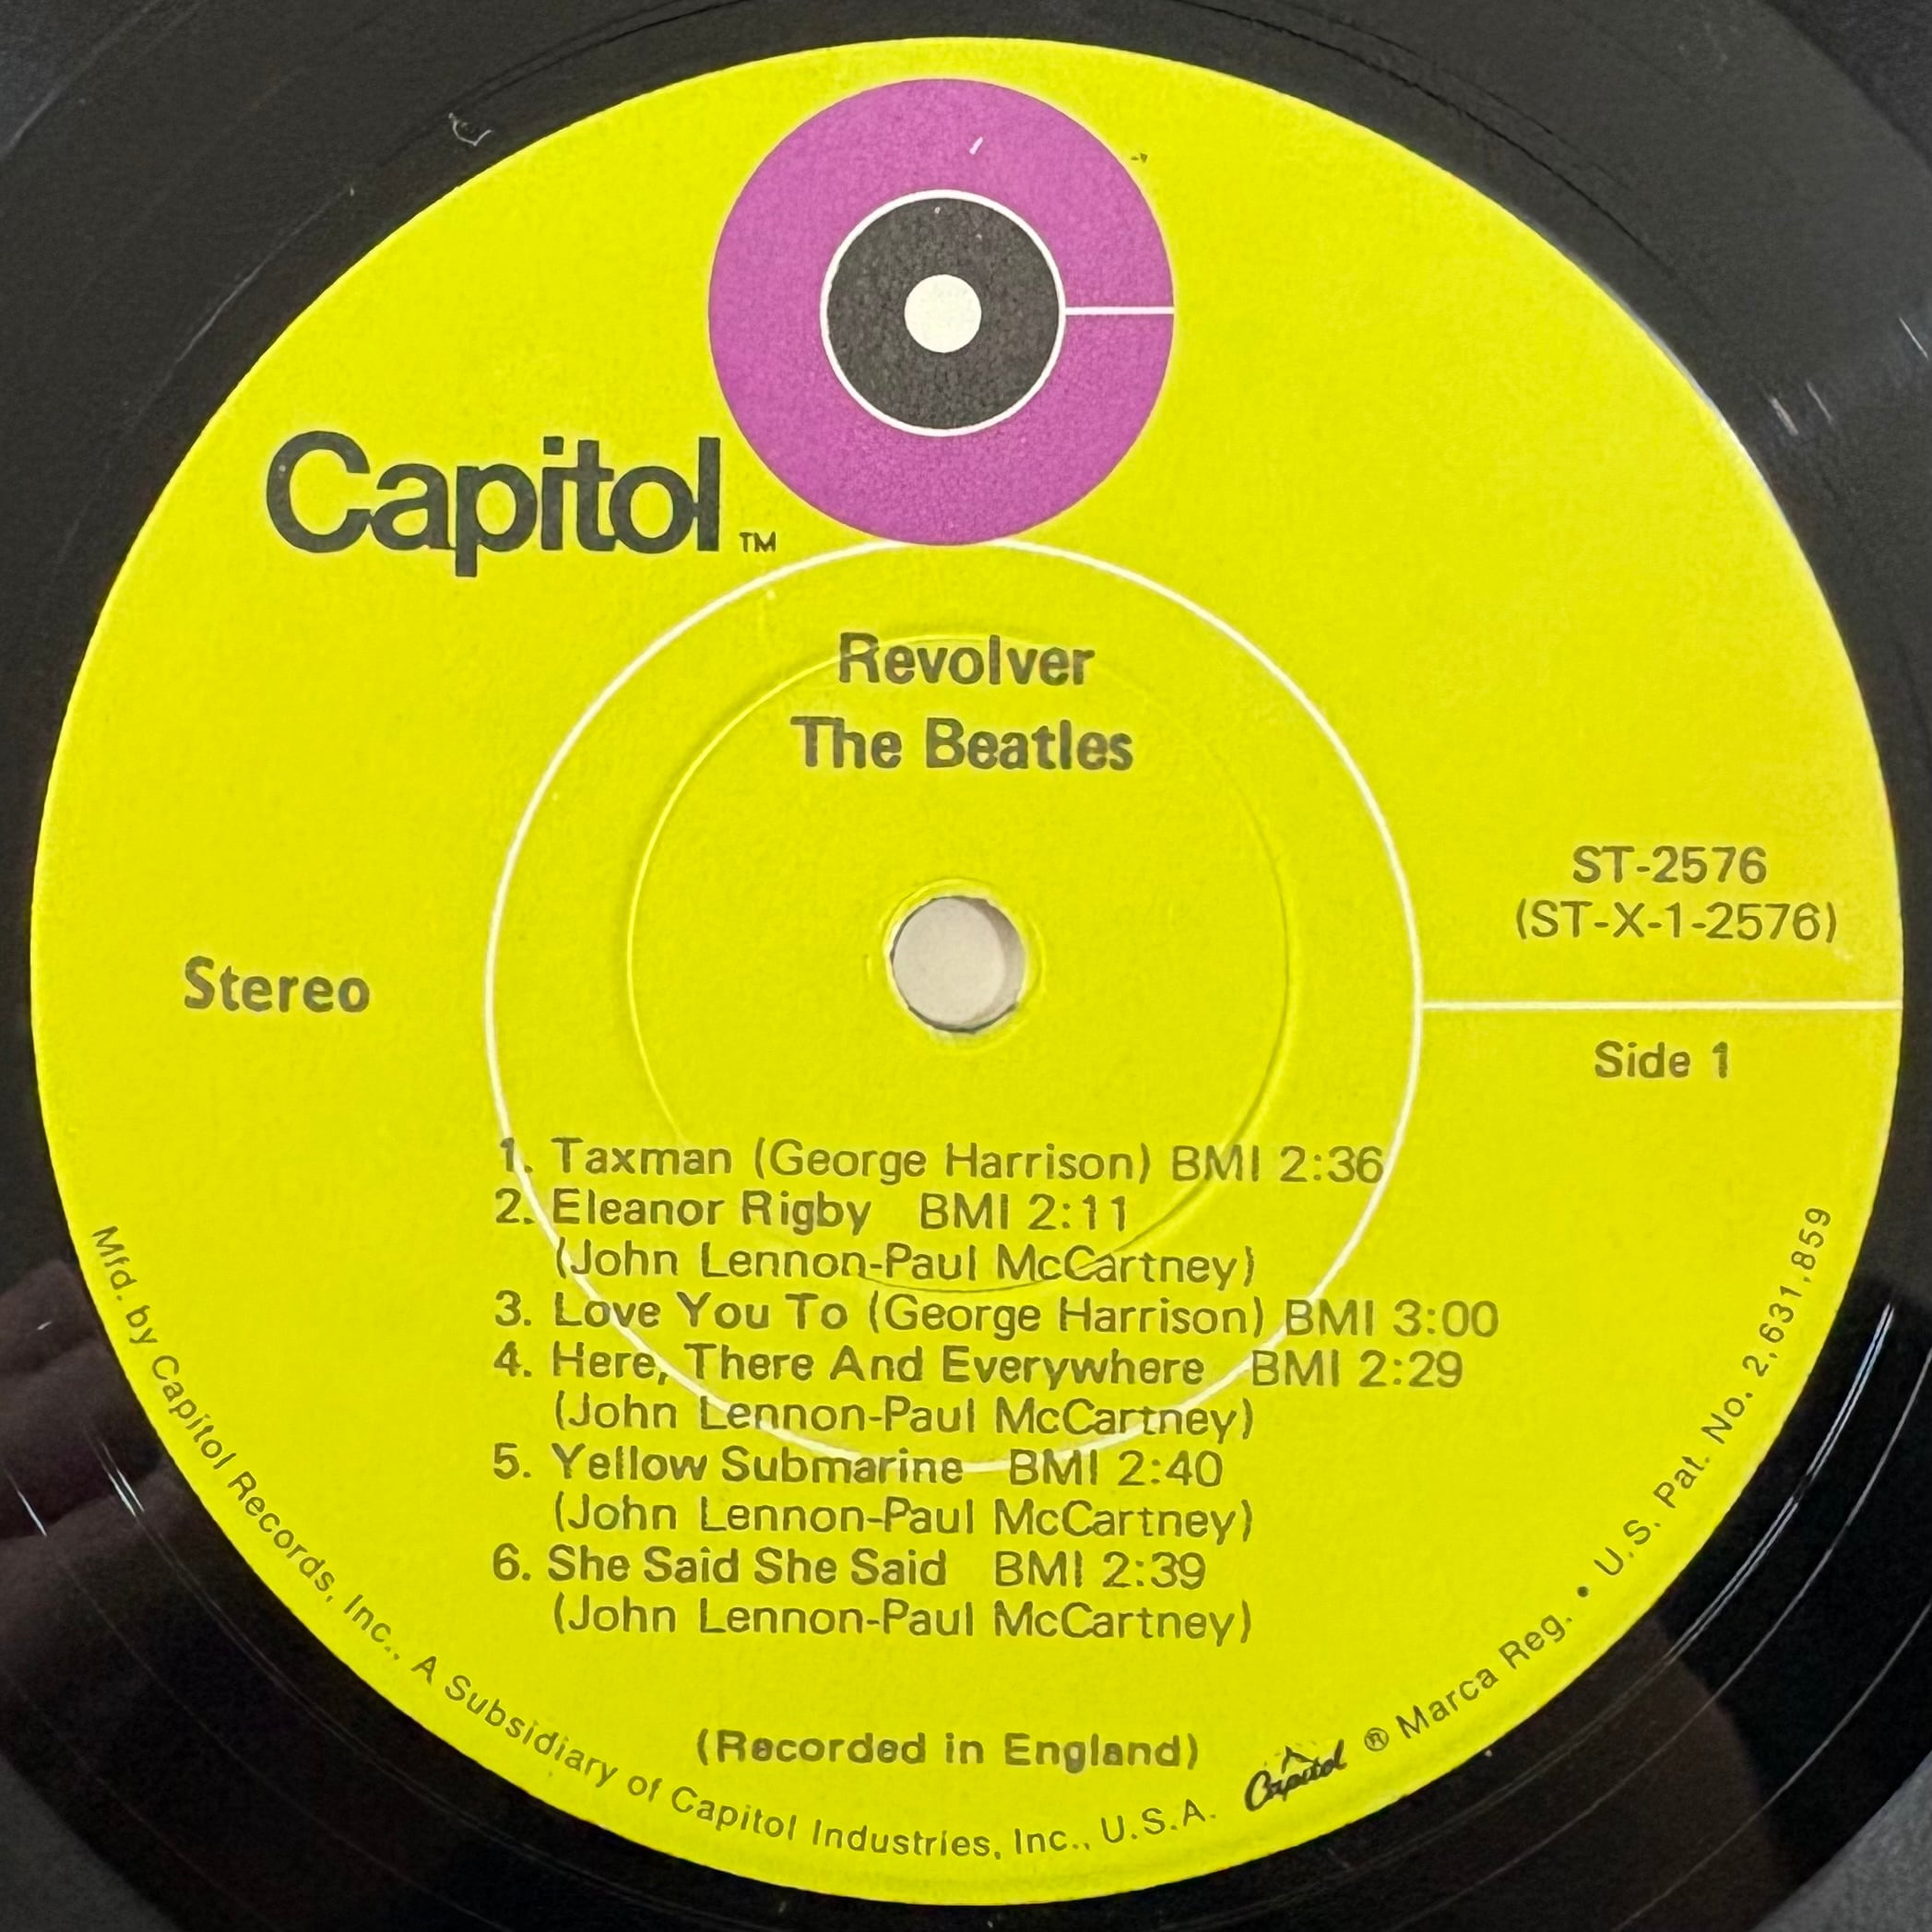 Capitol TM
Revolver
The Beatles
ST-2576
(ST-X-1-2576)
Stereo
Side 1
1. Taxman (George Harrison) BMI 2:36
2. Eleanor Rigby BMI 2:11
(John Lennon-Paul McCartney)
3. Love You To (George Harrison) BMI 3:00
4. Here, There And Everywhere BMI 2:29
(John Lennon-Paul McCartney)
5. Yellow Submarine BMI 2:40
(John Lennon-Paul McCartney)
6. She Said She Said BMI 2:39
(John Lennon-Paul McCartney)
(Recorded in England)
Mfd. by Capitol Records, Inc., A Subsidiary of Capitol Industries, Inc., U.S.A. Capitol ® Marca Reg. • U.S. Pat. No. 2,631,859